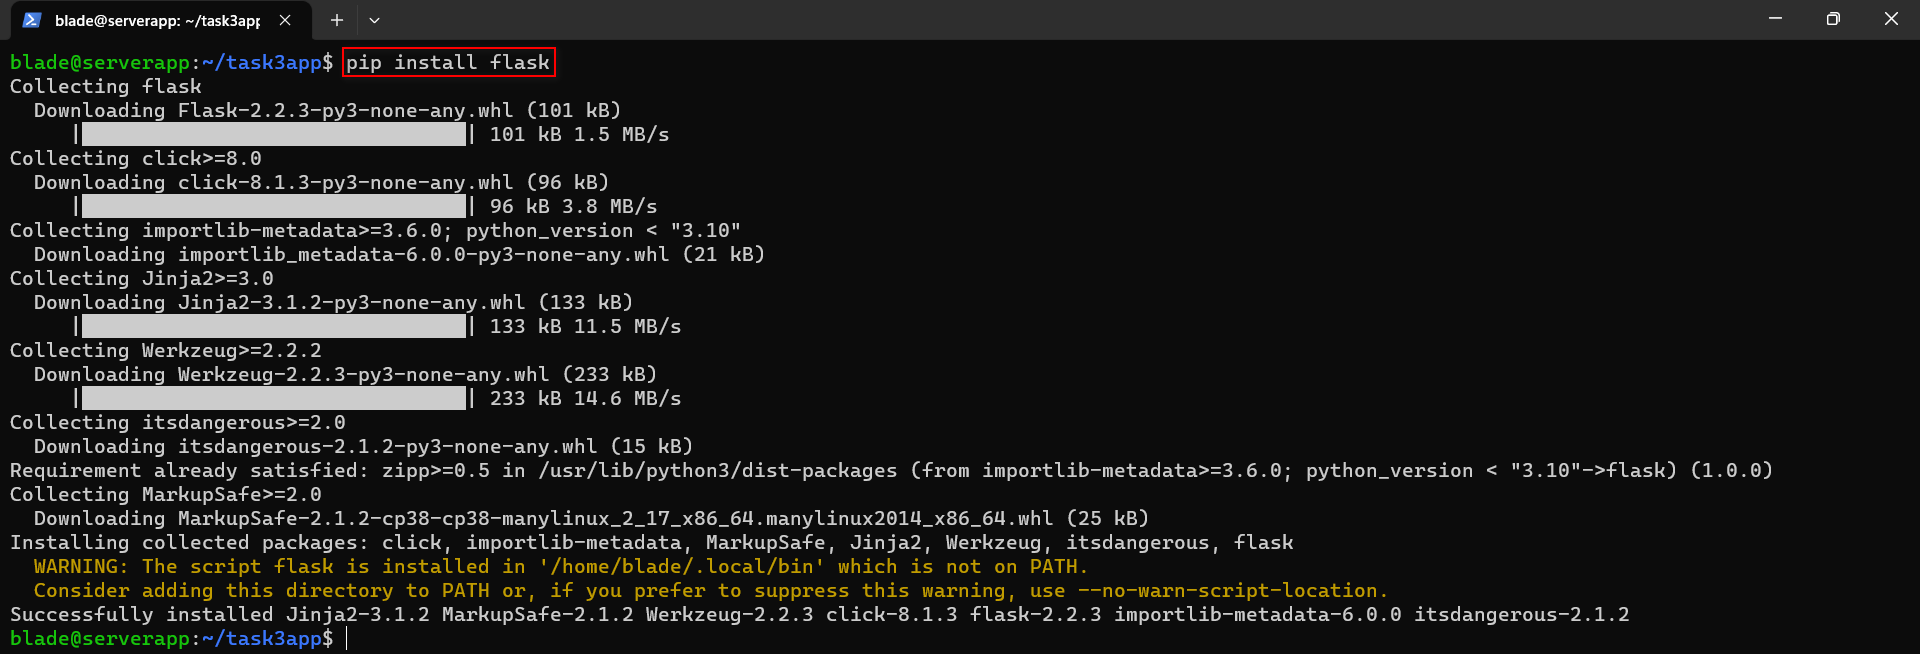 blade@serverapp: ~/task3app
blade@serverapp:~/task3app$ pip install flask
Collecting flask
  Downloading Flask-2.2.3-py3-none-any.whl (101 kB)
     || 101 kB 1.5 MB/s
Collecting click>=8.0
  Downloading click-8.1.3-py3-none-any.whl (96 kB)
     || 96 kB 3.8 MB/s
Collecting importlib-metadata>=3.6.0; python_version < "3.10"
  Downloading importlib_metadata-6.0.0-py3-none-any.whl (21 kB)
Collecting Jinja2>=3.0
  Downloading Jinja2-3.1.2-py3-none-any.whl (133 kB)
     || 133 kB 11.5 MB/s
Collecting Werkzeug>=2.2.2
  Downloading Werkzeug-2.2.3-py3-none-any.whl (233 kB)
     || 233 kB 14.6 MB/s
Collecting itsdangerous>=2.0
  Downloading itsdangerous-2.1.2-py3-none-any.whl (15 kB)
Requirement already satisfied: zipp>=0.5 in /usr/lib/python3/dist-packages (from importlib-metadata>=3.6.0; python_version < "3.10"->flask) (1.0.0)
Collecting MarkupSafe>=2.0
  Downloading MarkupSafe-2.1.2-cp38-cp38-manylinux_2_17_x86_64.manylinux2014_x86_64.whl (25 kB)
Installing collected packages: click, importlib-metadata, MarkupSafe, Jinja2, Werkzeug, itsdangerous, flask
  WARNING: The script flask is installed in '/home/blade/.local/bin' which is not on PATH.
  Consider adding this directory to PATH or, if you prefer to suppress this warning, use --no-warn-script-location.
Successfully installed Jinja2-3.1.2 MarkupSafe-2.1.2 Werkzeug-2.2.3 click-8.1.3 flask-2.2.3 importlib-metadata-6.0.0 itsdangerous-2.1.2
blade@serverapp:~/task3app$